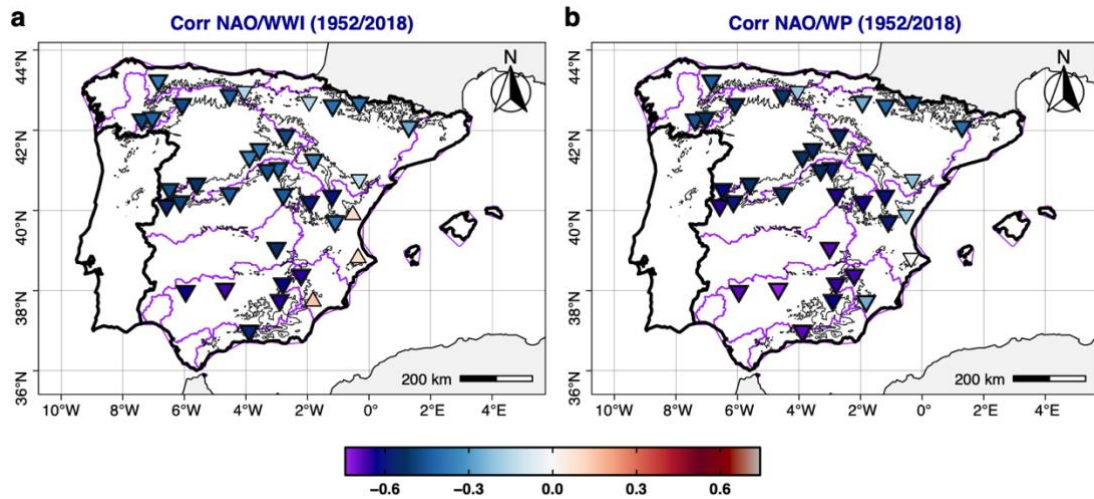 a
Corr NAO/WWI (1952/2018)
44°N
42°N
40°N
38°N
36°N
N
200 km
10°W 8°W 6°W 4°W 2°W 0° 2°E 4°E
b
Corr NAO/WP (1952/2018)
44°N
42°N
40°N
38°N
36°N
N
200 km
10°W 8°W 6°W 4°W 2°W 0° 2°E 4°E
−0.6 −0.3 0.0 0.3 0.6